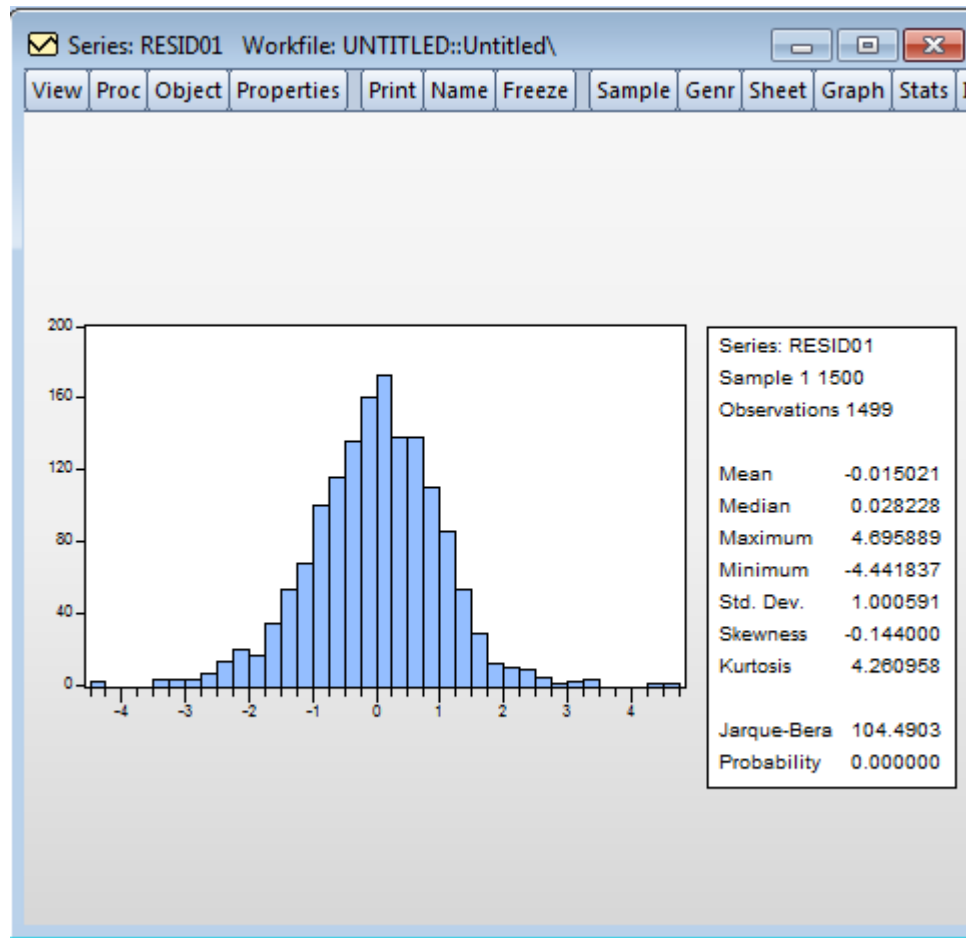 Series: RESID01 Workfile: UNTITLED::Untitled\
View Proc Object Properties Print Name Freeze Sample Genr Sheet Graph Stats
200
160
120
80
40
0
-4 -3 -2 -1 0 1 2 3 4
Series: RESID01
Sample 1 1500
Observations 1499
Mean -0.015021
Median 0.028228
Maximum 4.695889
Minimum -4.441837
Std. Dev. 1.000591
Skewness -0.144000
Kurtosis 4.260958
Jarque-Bera 104.4903
Probability 0.000000